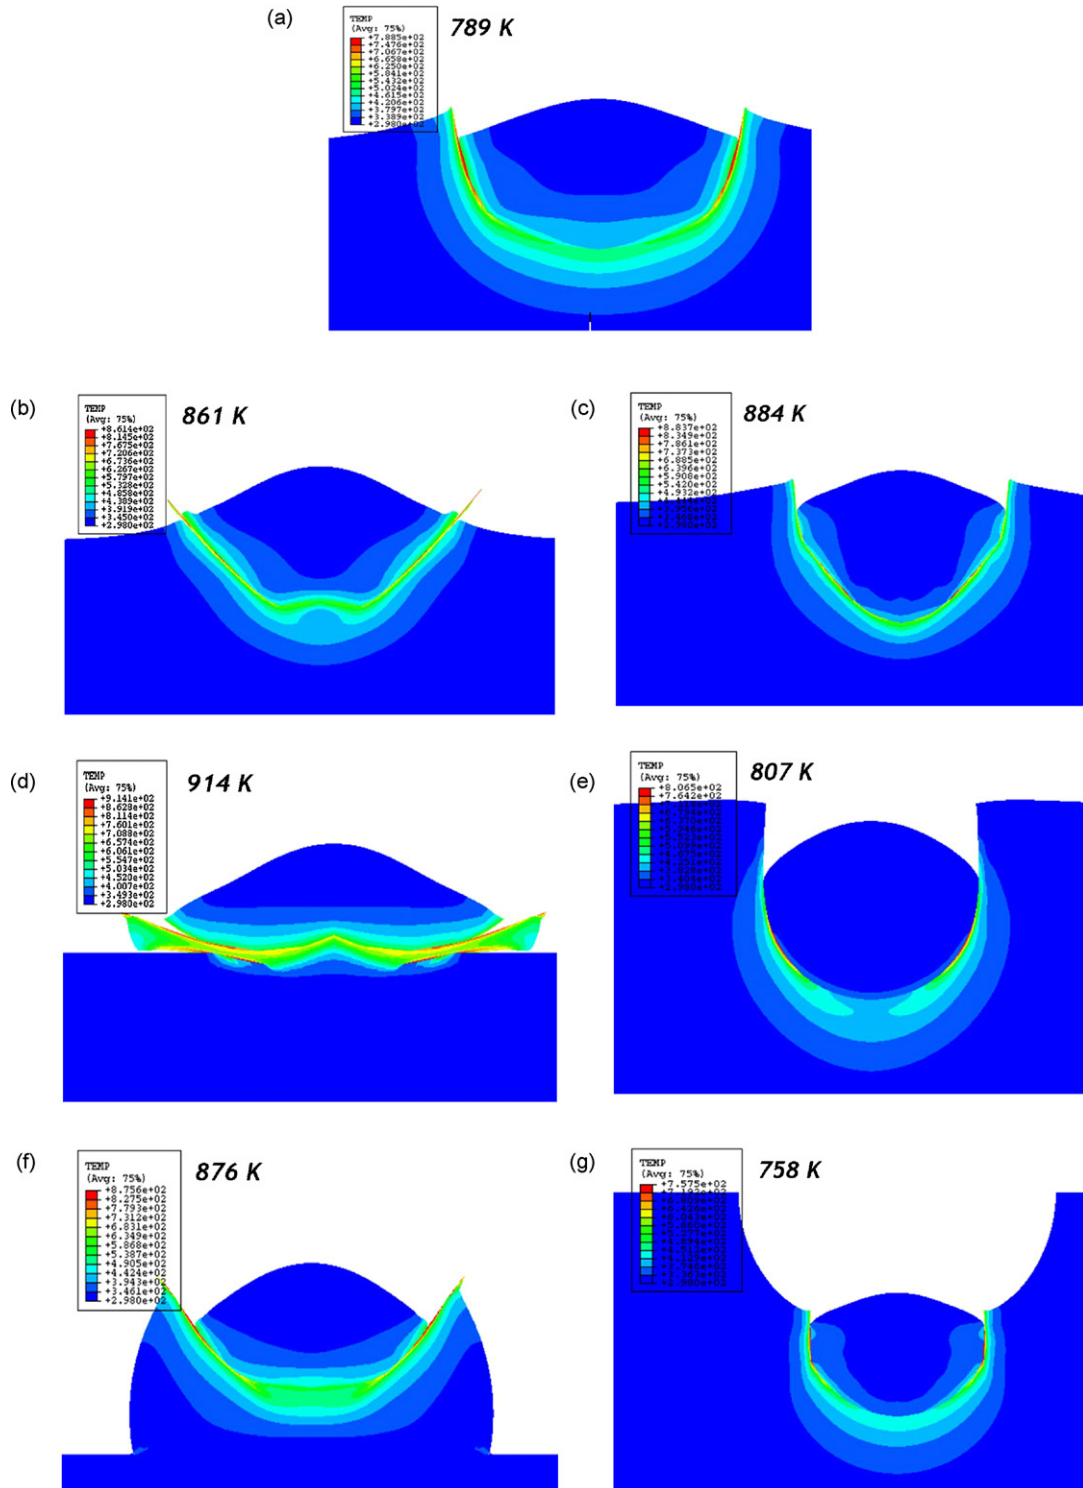 (a)
789 K
TEMP
(Avg: 75%)
+7.885e+02
+7.476e+02
+7.067e+02
+6.658e+02
+6.250e+02
+5.841e+02
+5.432e+02
+5.024e+02
+4.615e+02
+4.206e+02
+3.797e+02
+3.389e+02
+2.980e+02
(b)
861 K
TEMP
(Avg: 75%)
+8.614e+02
+8.145e+02
+7.675e+02
+7.206e+02
+6.736e+02
+6.267e+02
+5.797e+02
+5.328e+02
+4.858e+02
+4.389e+02
+3.919e+02
+3.450e+02
+2.980e+02
(c)
884 K
TEMP
(Avg: 75%)
+8.837e+02
+8.349e+02
+7.861e+02
+7.373e+02
+6.885e+02
+6.396e+02
+5.908e+02
+5.420e+02
+4.932e+02
(d)
914 K
TEMP
(Avg: 75%)
+9.141e+02
+8.628e+02
+8.114e+02
+7.601e+02
+7.088e+02
+6.574e+02
+6.061e+02
+5.547e+02
+5.034e+02
+4.520e+02
+4.007e+02
+3.493e+02
+2.980e+02
(e)
807 K
TEMP
(Avg: 75%)
+8.065e+02
+7.642e+02
(f)
876 K
TEMP
(Avg: 75%)
+8.756e+02
+8.275e+02
+7.793e+02
+7.312e+02
+6.831e+02
+6.349e+02
+5.868e+02
+5.387e+02
+4.905e+02
+4.424e+02
+3.943e+02
+3.461e+02
+2.980e+02
(g)
758 K
TEMP
(Avg: 75%)
+7.575e+02